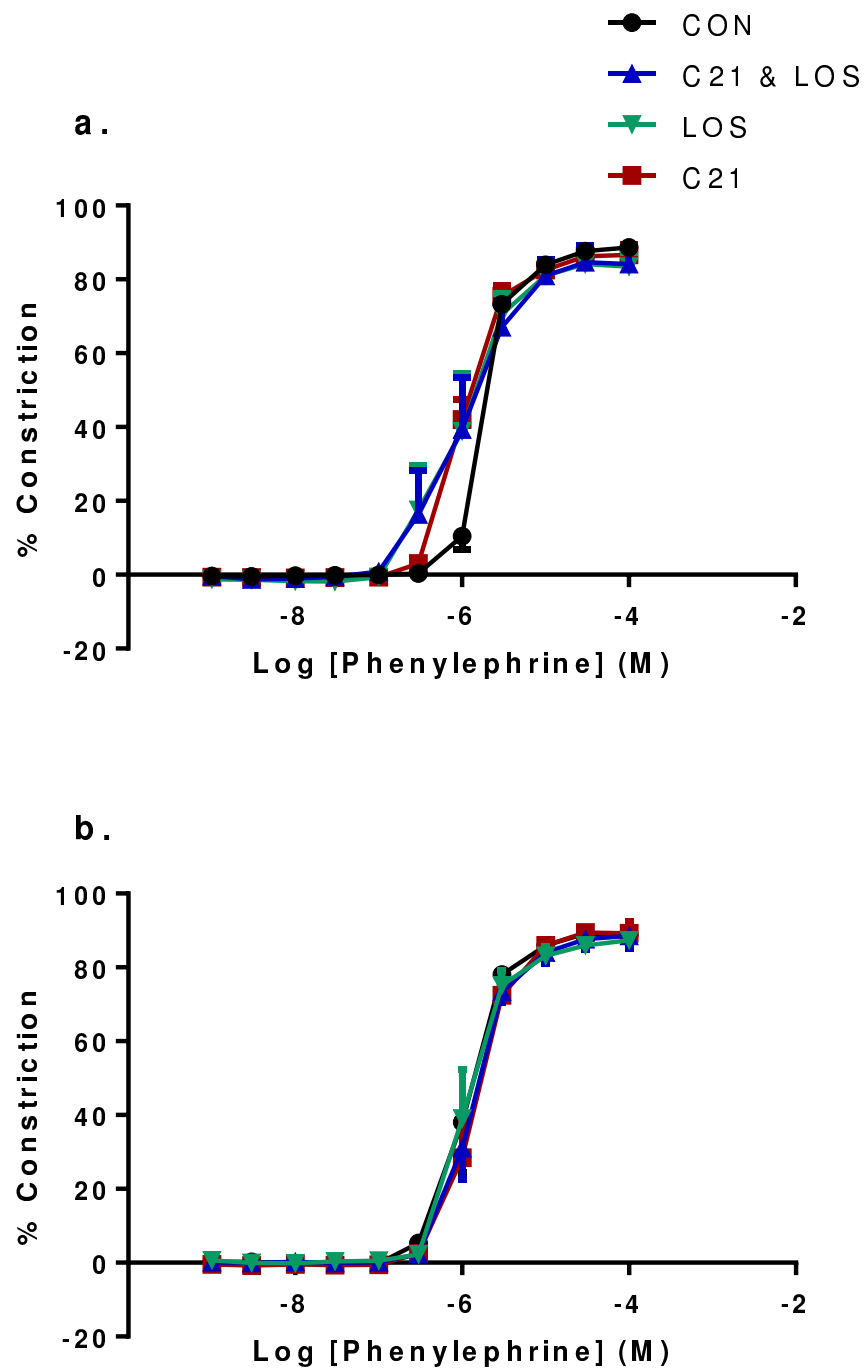 CON
C21 & LOS
a.
LOS
C21
100
80
60
40
20
0
-20
% Constriction
-8 -6 -4 -2
Log [Phenylephrine] (M)
b.
100
80
60
40
20
0
-20
% Constriction
-8 -6 -4 -2
Log [Phenylephrine] (M)